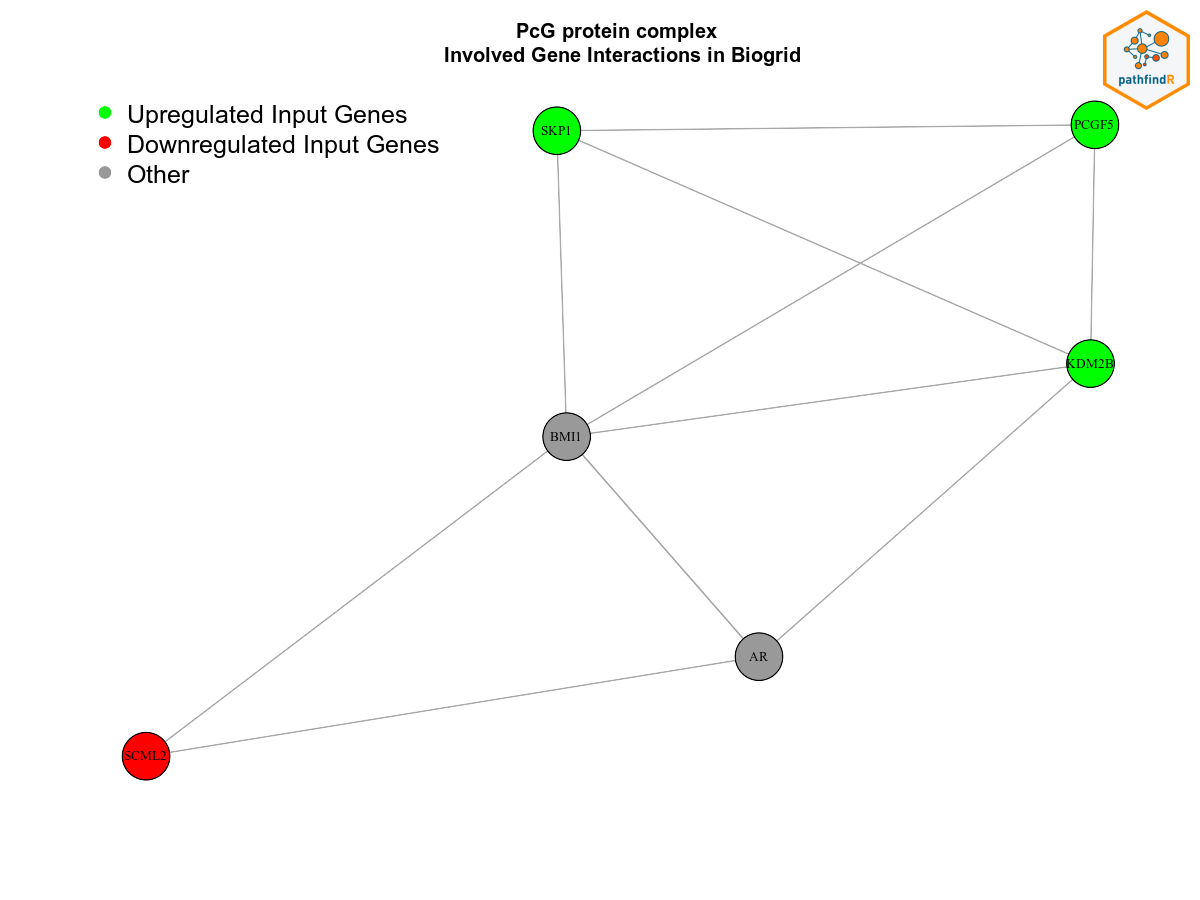 PcG protein complex
Involved Gene Interactions in Biogrid
pathfindR
Upregulated Input Genes
Downregulated Input Genes
Other
SKP1
PCGF5
KDM2B
BMI1
AR
SCML2